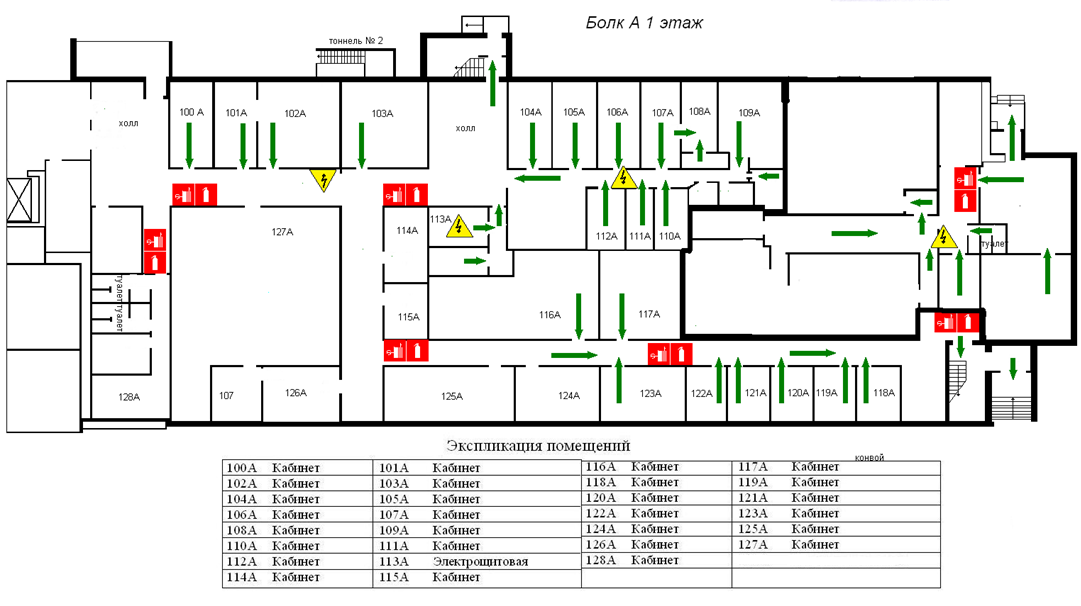 Болк А 1 этаж
тоннель № 2
холл
100 А
101А
102А
103А
холл
104А
105А
106А
107А
108А
109А
127А
114А
113А
112А
111А
110А
туалет
туалет
туалет
115А
116А
117А
128А
107
126А
125А
124А
123А
122А
121А
120А
119А
118А
Экспликация помещений
конвой
100А Кабинет 101А Кабинет 116А Кабинет 117А Кабинет
102А Кабинет 103А Кабинет 118А Кабинет 119А Кабинет
104А Кабинет 105А Кабинет 120А Кабинет 121А Кабинет
106А Кабинет 107А Кабинет 122А Кабинет 123А Кабинет
108А Кабинет 109А Кабинет 124А Кабинет 125А Кабинет
110А Кабинет 111А Кабинет 126А Кабинет 127А Кабинет
112А Кабинет 113А Электрощитовая 128А Кабинет
114А Кабинет 115А Кабинет